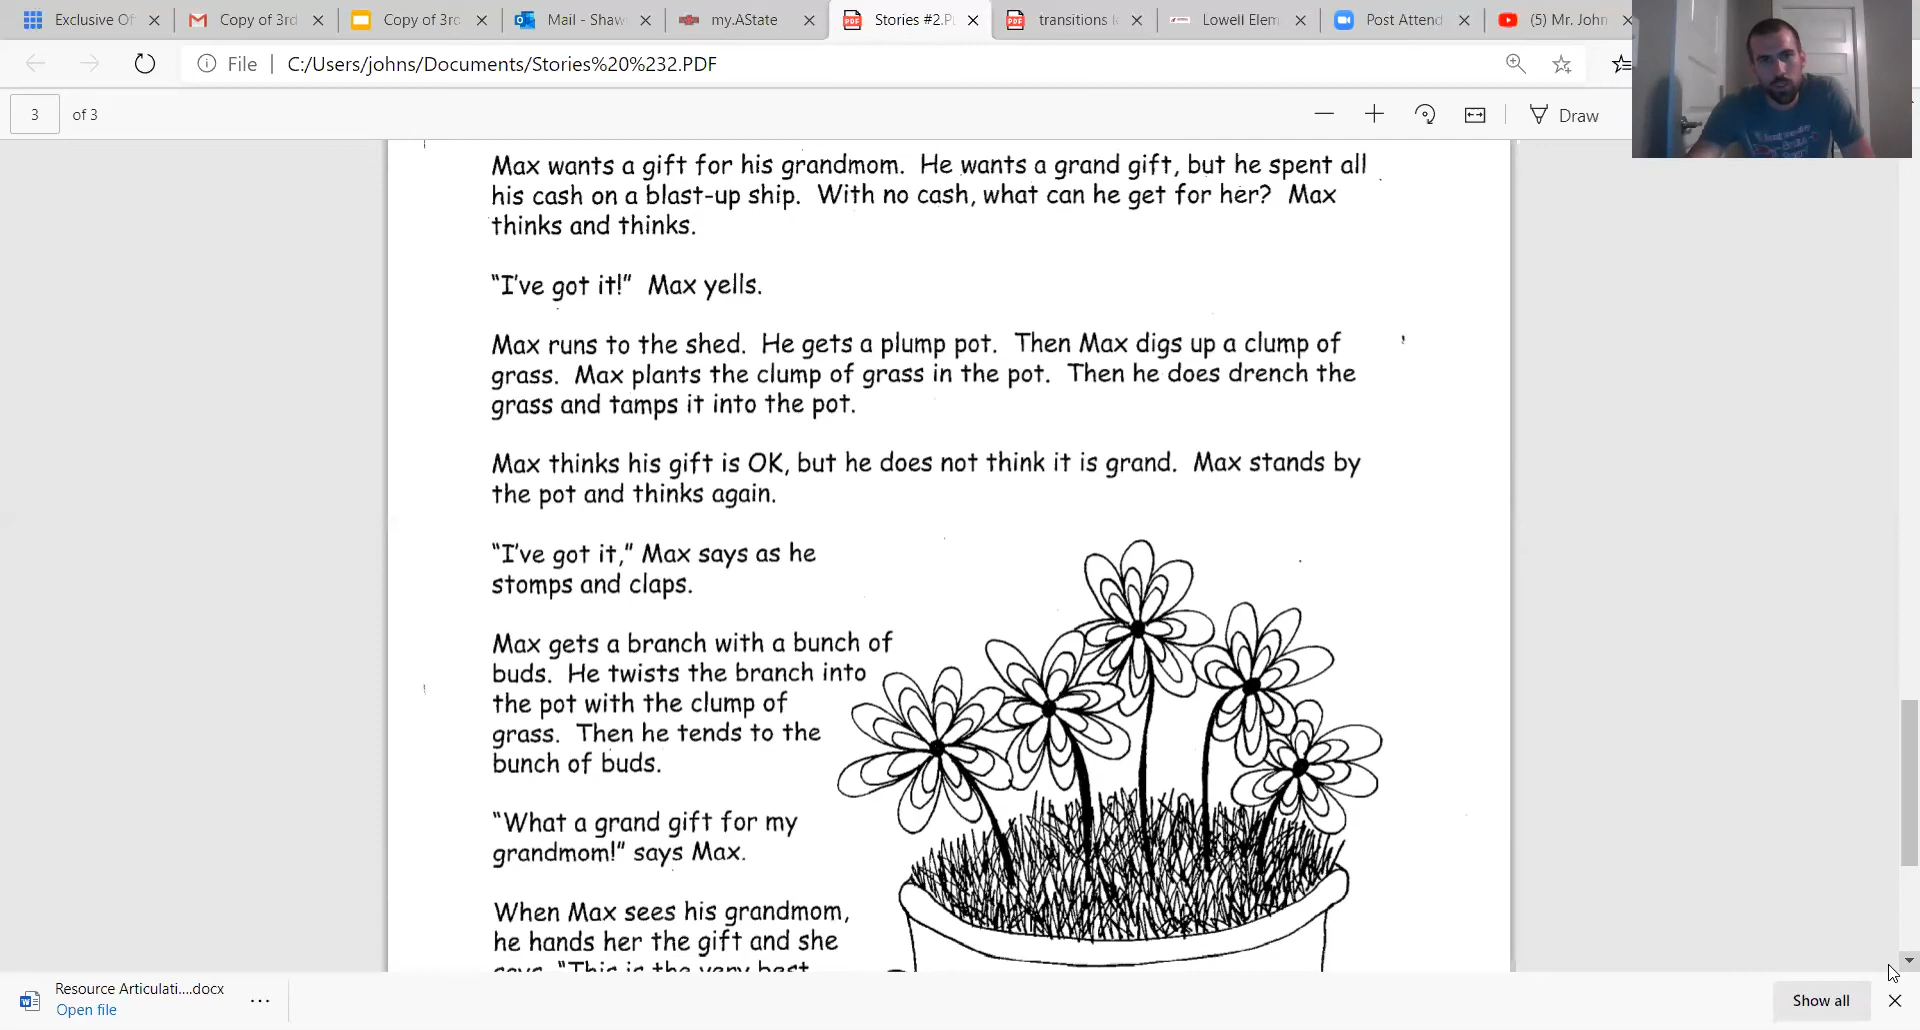 Exclusive Of
Copy of 3rd
Copy of 3rd
Mail - Shaw
my.AState
Stories #2.P
transitions
Lowell Elem
Post Attend
(5) Mr. John
File
C:/Users/johns/Documents/Stories%20%232.PDF
3
of 3
Draw
Max wants a gift for his grandmom. He wants a grand gift, but he spent all
his cash on a blast-up ship. With no cash, what can he get for her? Max
thinks and thinks.
"I've got it!" Max yells.
Max runs to the shed. He gets a plump pot. Then Max digs up a clump of
grass. Max plants the clump of grass in the pot. Then he does drench the
grass and tamps it into the pot.
Max thinks his gift is OK, but he does not think it is grand. Max stands by
the pot and thinks again.
"I've got it," Max says as he
stomps and claps.
Max gets a branch with a bunch of
buds. He twists the branch into
the pot with the clump of
grass. Then he tends to the
bunch of buds.
"What a grand gift for my
grandmom!" says Max.
When Max sees his grandmom,
he hands her the gift and she
says, "This is the very best
Resource Articulati....docx
Open file
Show all